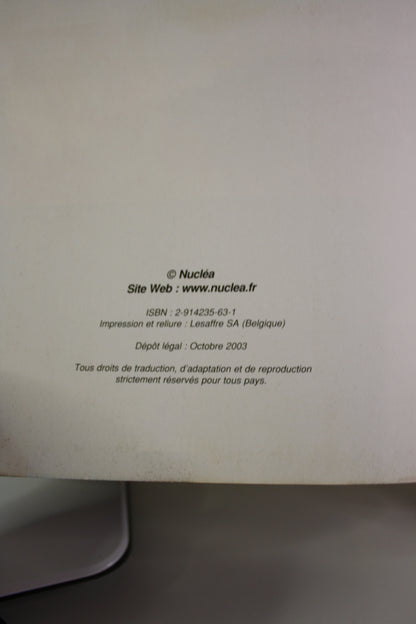 © Nucléa
Site Web : www.nuclea.fr
ISBN : 2-914235-63-1
Impression et reliure : Lesaffre SA (Belgique)
Dépôt légal : Octobre 2003
Tous droits de traduction, d'adaptation et de reproduction
strictement réservés pour tous pays.